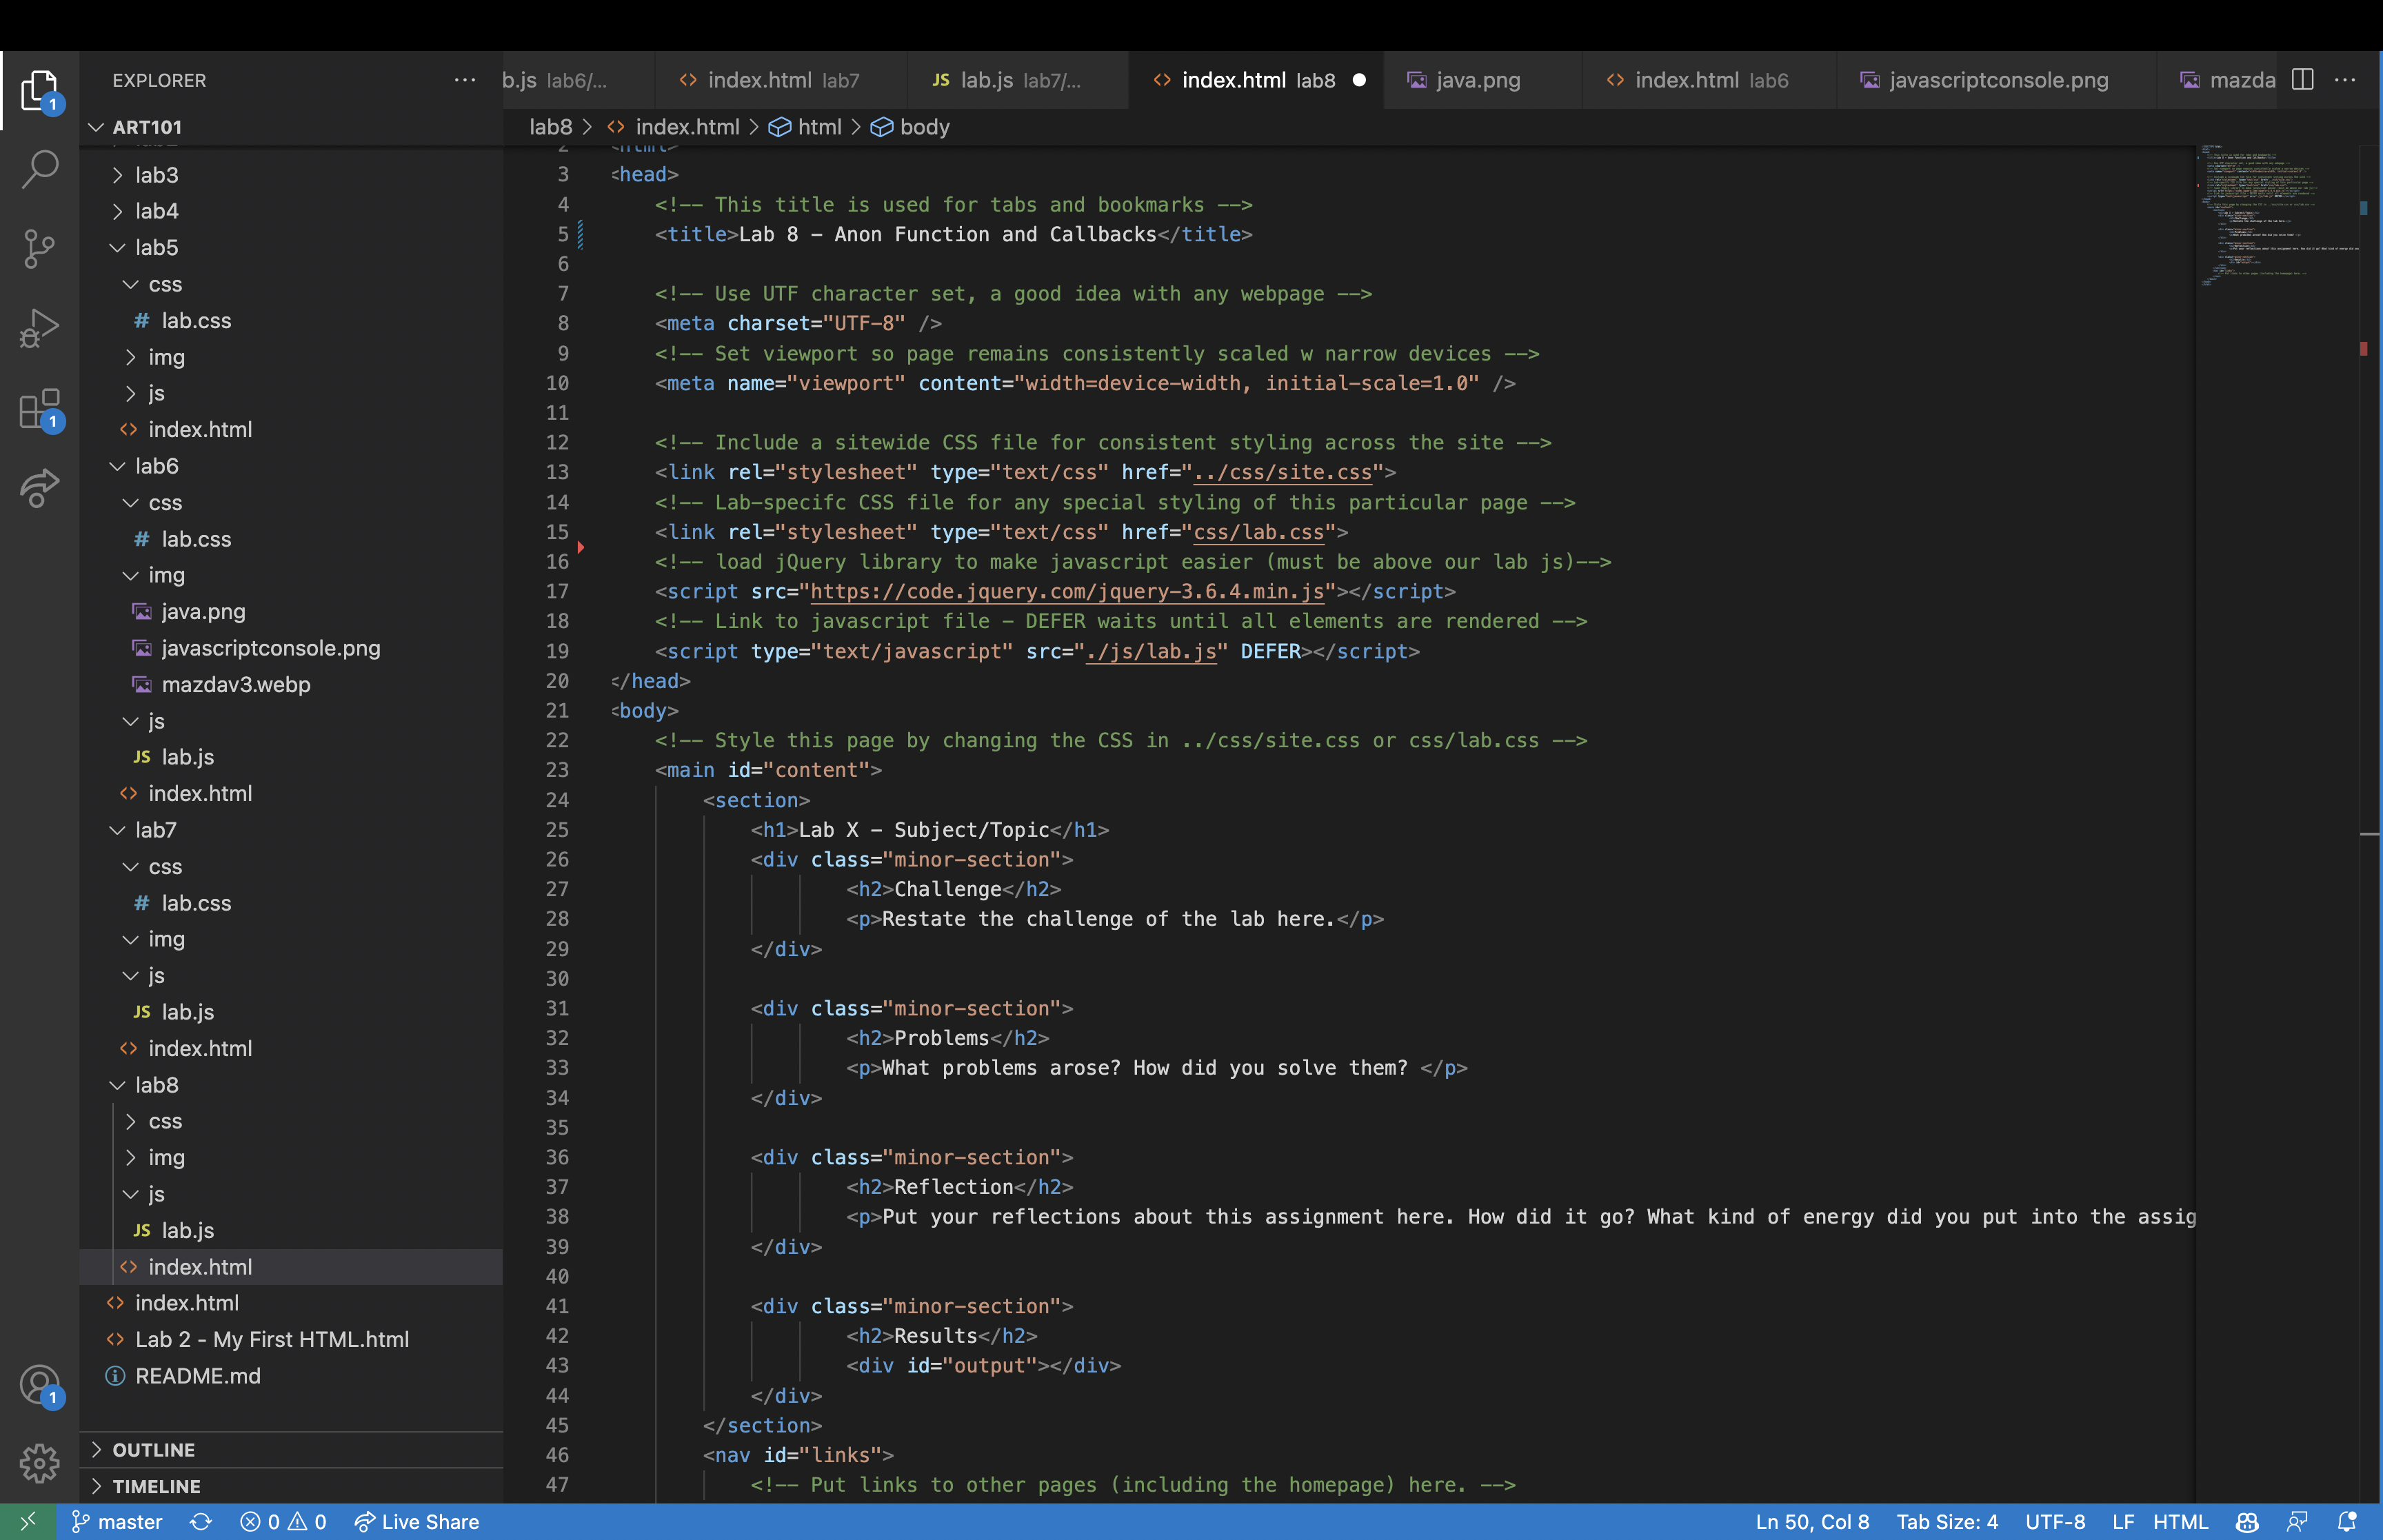 EXPLORER
ART101
lab3
lab4
lab5
css
# lab.css
img
js
<> index.html
lab6
css
# lab.css
img
java.png
javascriptconsole.png
mazdav3.webp
js
JS lab.js
<> index.html
lab7
css
# lab.css
img
js
JS lab.js
<> index.html
lab8
css
img
js
JS lab.js
<> index.html
<> index.html
<> Lab 2 - My First HTML.html
README.md
OUTLINE
TIMELINE
1
1
1
b.js lab6/...
<> index.html lab7
JS lab.js lab7/...
<> index.html lab8
java.png
<> index.html lab6
javascriptconsole.png
mazda
lab8 > <> index.html > html > body
2 <html>
3 <head>
4 <!-- This title is used for tabs and bookmarks -->
5 <title>Lab 8 - Anon Function and Callbacks</title>
6
7 <!-- Use UTF character set, a good idea with any webpage -->
8 <meta charset="UTF-8" />
9 <!-- Set viewport so page remains consistently scaled w narrow devices -->
10 <meta name="viewport" content="width=device-width, initial-scale=1.0" />
11
12 <!-- Include a sitewide CSS file for consistent styling across the site -->
13 <link rel="stylesheet" type="text/css" href="../css/site.css">
14 <!-- Lab-specifc CSS file for any special styling of this particular page -->
15 <link rel="stylesheet" type="text/css" href="css/lab.css">
16 <!-- load jQuery library to make javascript easier (must be above our lab js)-->
17 <script src="https://code.jquery.com/jquery-3.6.4.min.js"></script>
18 <!-- Link to javascript file - DEFER waits until all elements are rendered -->
19 <script type="text/javascript" src="./js/lab.js" DEFER></script>
20 </head>
21 <body>
22 <!-- Style this page by changing the CSS in ../css/site.css or css/lab.css -->
23 <main id="content">
24 <section>
25 <h1>Lab X - Subject/Topic</h1>
26 <div class="minor-section">
27 <h2>Challenge</h2>
28 <p>Restate the challenge of the lab here.</p>
29 </div>
30
31 <div class="minor-section">
32 <h2>Problems</h2>
33 <p>What problems arose? How did you solve them? </p>
34 </div>
35
36 <div class="minor-section">
37 <h2>Reflection</h2>
38 <p>Put your reflections about this assignment here. How did it go? What kind of energy did you put into the assig
39 </div>
40
41 <div class="minor-section">
42 <h2>Results</h2>
43 <div id="output"></div>
44 </div>
45 </section>
46 <nav id="links">
47 <!-- Put links to other pages (including the homepage) here. -->
master 0 0 Live Share Ln 50, Col 8 Tab Size: 4 UTF-8 LF HTML